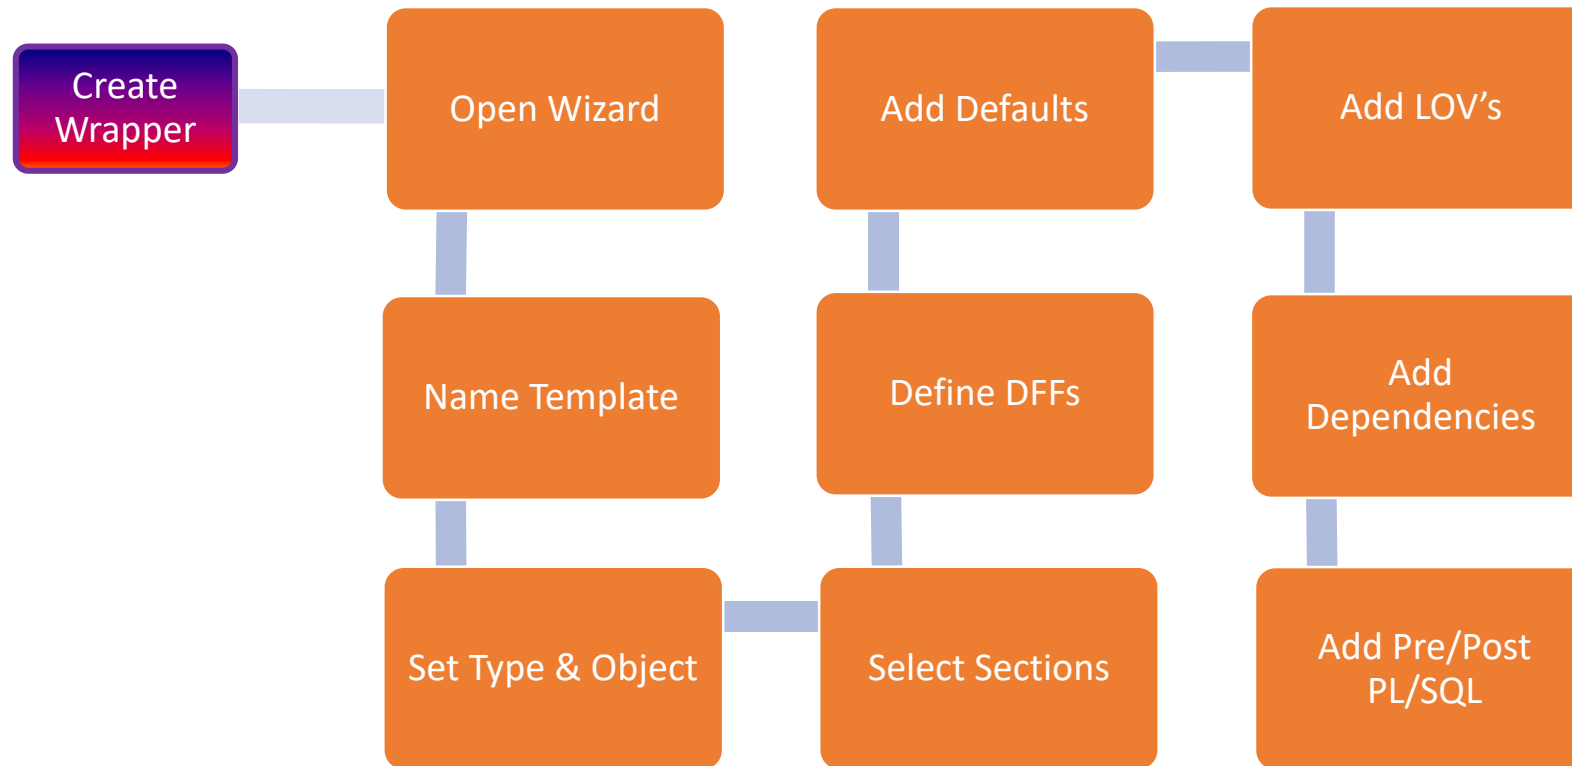 Create
Wrapper
Open Wizard
Name Template
Set Type & Object
Select Sections
Define DFFs
Add Defaults
Add LOV’s
Add
Dependencies
Add Pre/Post
PL/SQL